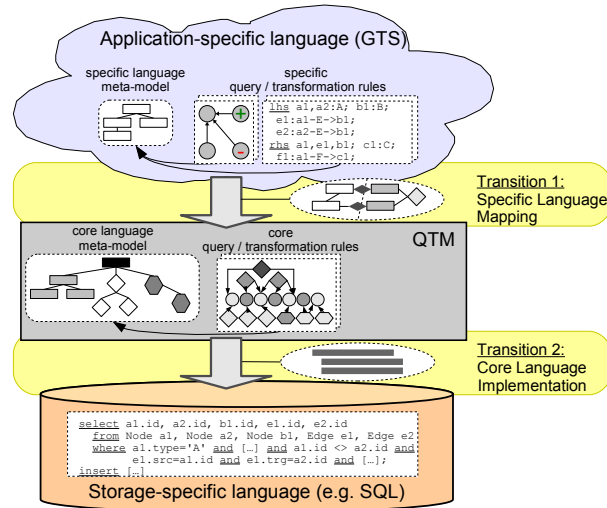 Application-specific language (GTS)
specific language
meta-model
specific
query / transformation rules
+
-
lhs a1,a2:A; b1:B;
e1:a1-E->b1;
e2:a2-E->b1;
rhs a1,e1,b1; c1:C;
f1:a1-F->c1;
Transition 1:
Specific Language
Mapping
QTM
core language
meta-model
core
query / transformation rules
Transition 2:
Core Language
Implementation
select a1.id, a2.id, b1.id, e1.id, e2.id
from Node a1, Node a2, Node b1, Edge e1, Edge e2
where a1.type='A' and […] and a1.id <> a2.id and
e1.src=a1.id and e1.trg=a2.id and […];
insert […]
Storage-specific language (e.g. SQL)